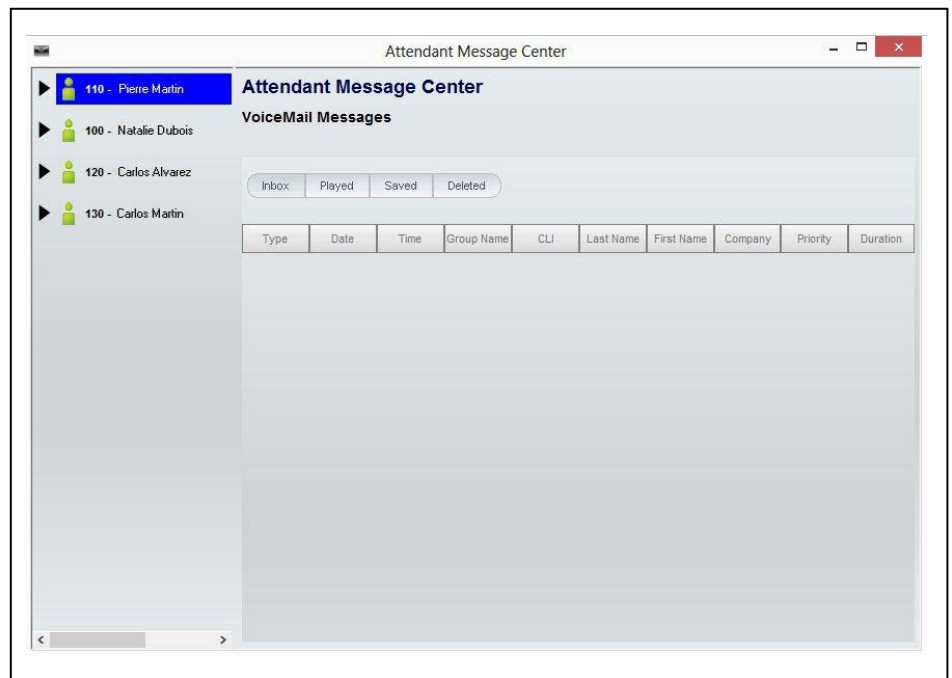 Attendant Message Center
110 - Pierre Martin
100 - Natalie Dubois
120 - Carlos Alvarez
130 - Carlos Martin
Attendant Message Center
VoiceMail Messages
Inbox Played Saved Deleted
Type Date Time Group Name CLI Last Name First Name Company Priority Duration